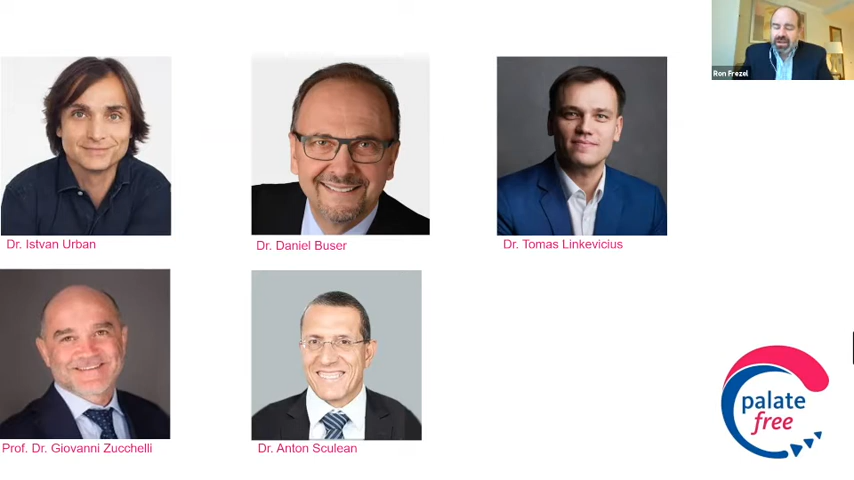 Ron Frezel
Dr. Istvan Urban
Dr. Daniel Buser
Dr. Tomas Linkevicius
Prof. Dr. Giovanni Zucchelli
Dr. Anton Sculean
palate
free